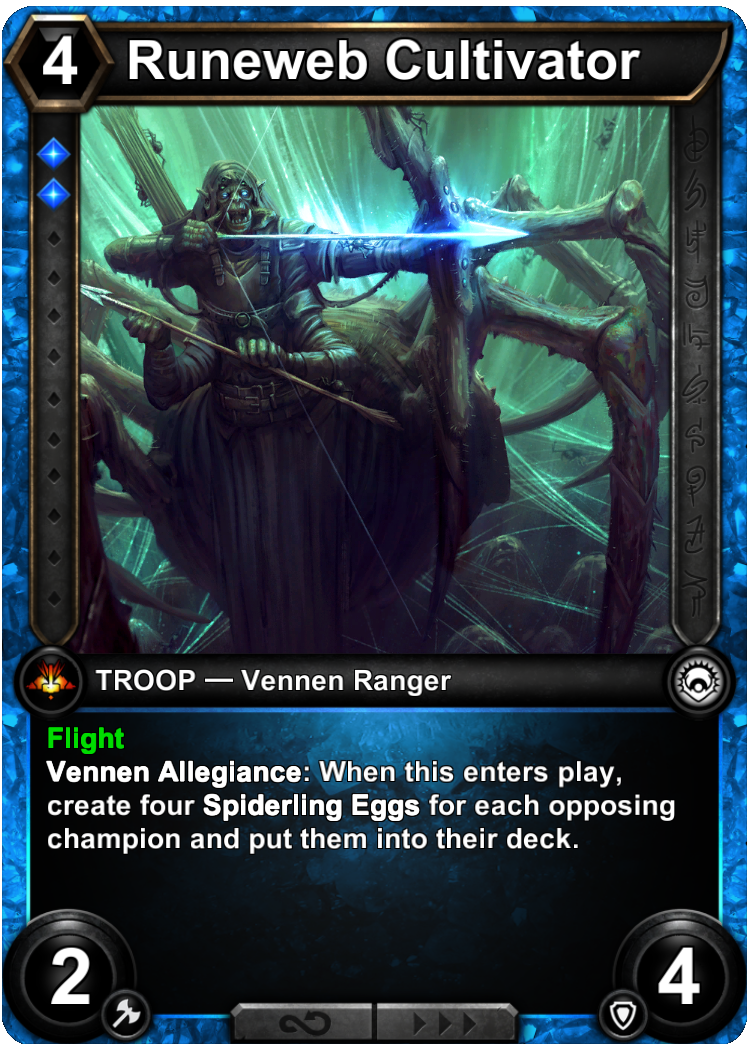 4 Runeweb Cultivator
TROOP — Vennen Ranger
Flight
Vennen Allegiance: When this enters play,
create four Spiderling Eggs for each opposing
champion and put them into their deck.
2 4